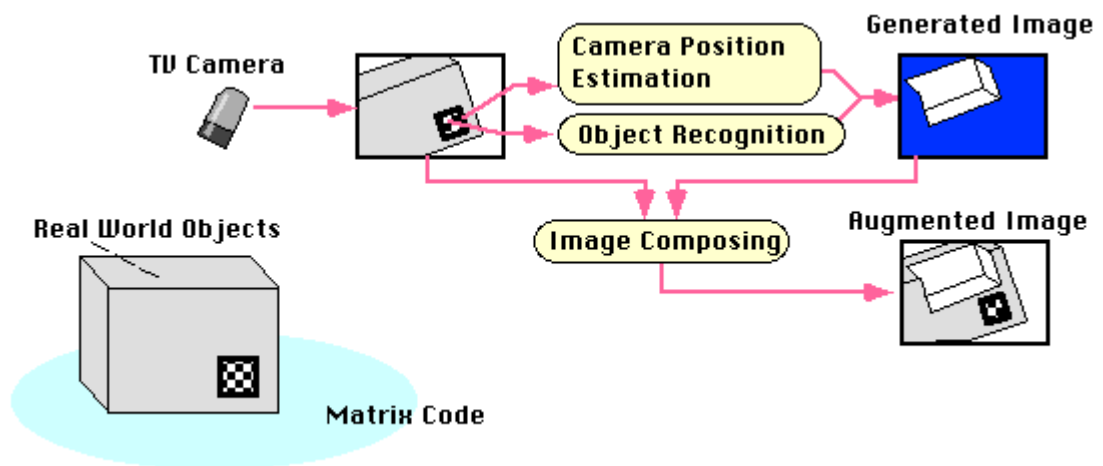 Generated Image
TV Camera
Camera Position
Estimation
Object Recognition
Real World Objects
Image Composing
Augmented Image
Matrix Code